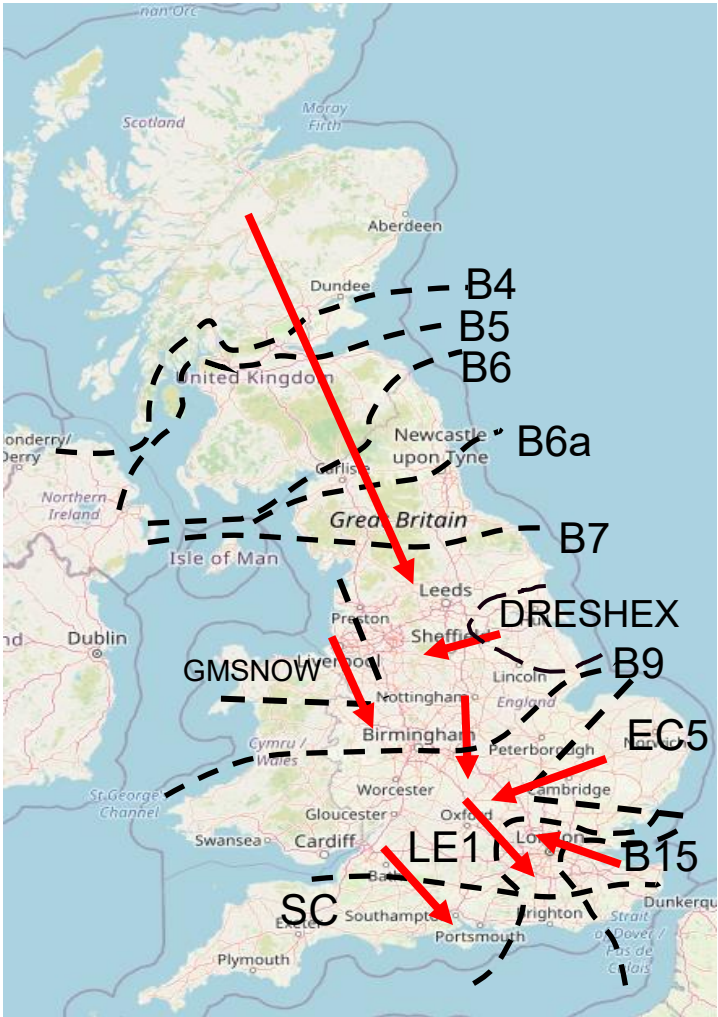 nan Orc
Moray
Firth
Scotland
Aberdeen
Dundee
B4
B5
United Kingdom
B6
onderry/
Derry
Newcastle
upon Tyne
B6a
Carlisle
Northern
Ireland
Great Britain
B7
Isle of Man
Leeds
Preston
DRESHEX
Hull
Dublin
Sheffield
nd
Liverpool
GMSNOW
B9
Lincoln
Nottingham
England
Birmingham
EC5
Cymru /
Wales
Peterborough
Norwich
St George's
Channel
Worcester
Cambridge
Gloucester
Oxford
Swansea
Cardiff
LE1
London
B15
Bath
SC
Dunkerqu
Exeter
Southampton
Brighton
Strait
of Dover /
Pas de
Calais
Portsmouth
Plymouth